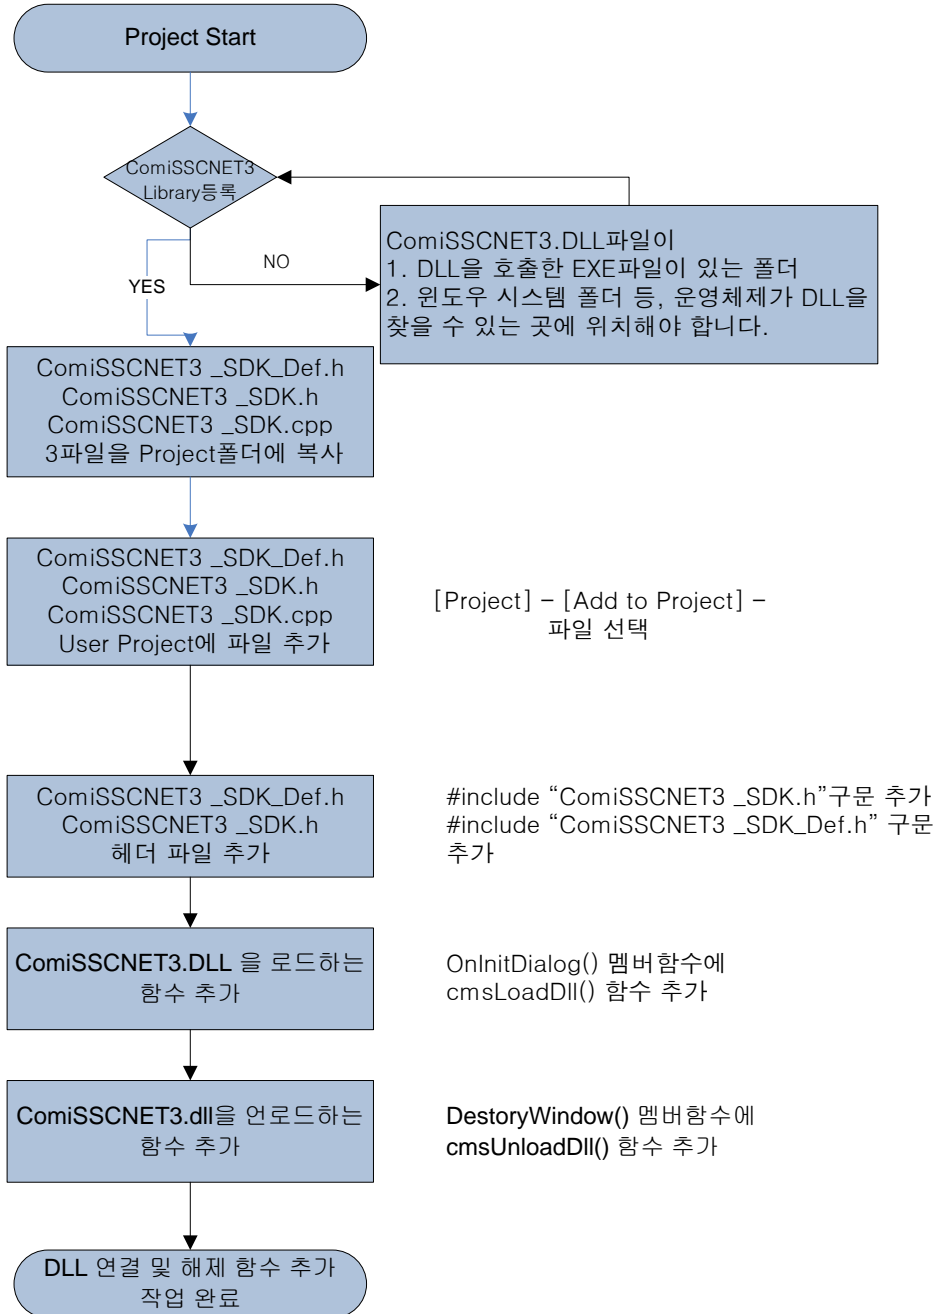 Project Start
ComiSSCNET3
Library등록
NO
YES
ComiSSCNET3.DLL파일이
1. DLL을 호출한 EXE파일이 있는 폴더
2. 윈도우 시스템 폴더 등, 운영체제가 DLL을
찾을 수 있는 곳에 위치해야 합니다.
ComiSSCNET3 _SDK_Def.h
ComiSSCNET3 _SDK.h
ComiSSCNET3 _SDK.cpp
3파일을 Project폴더에 복사
ComiSSCNET3 _SDK_Def.h
ComiSSCNET3 _SDK.h
ComiSSCNET3 _SDK.cpp
User Project에 파일 추가
[Project] – [Add to Project] –
파일 선택
ComiSSCNET3 _SDK_Def.h
ComiSSCNET3 _SDK.h
헤더 파일 추가
#include “ComiSSCNET3 _SDK.h”구문 추가
#include “ComiSSCNET3 _SDK_Def.h” 구문
추가
ComiSSCNET3.DLL 을 로드하는
함수 추가
OnInitDialog() 멤버함수에
cmsLoadDll() 함수 추가
ComiSSCNET3.dll을 언로드하는
함수 추가
DestoryWindow() 멤버함수에
cmsUnloadDll() 함수 추가
DLL 연결 및 해제 함수 추가
작업 완료